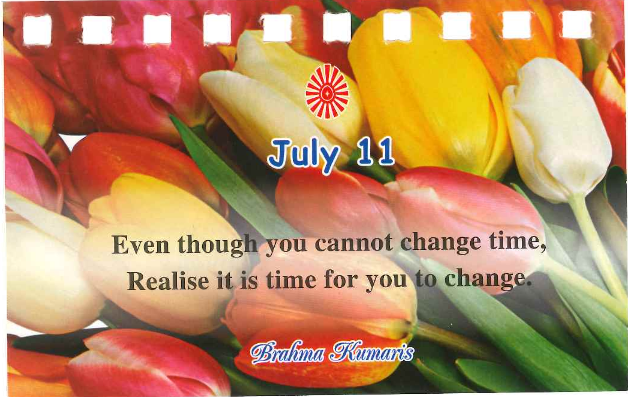 July 11
Even though you cannot change time,
Realise it is time for you to change.
Brahma Kumaris